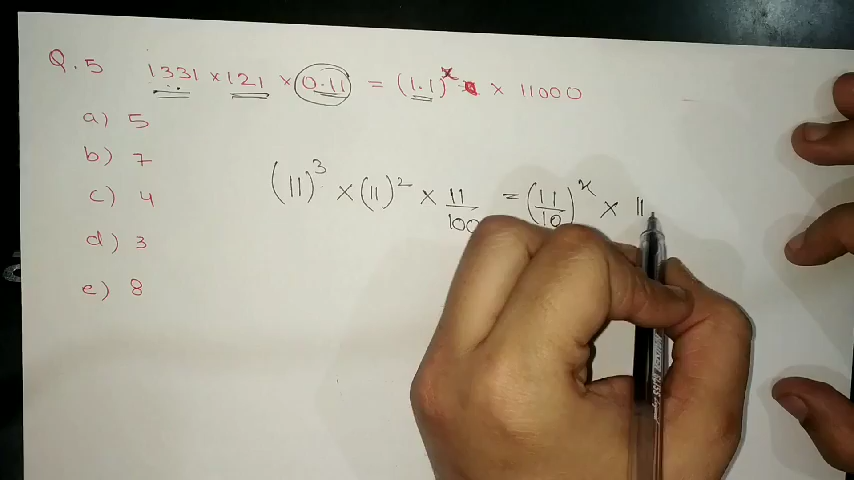 Q.5 1331 × 121 × 0.11 = (1.1)^x × 11000
a) 5
b) 7
(11)^3 × (11)^2 × 11/100 = (11/10)^x × 11
c) 4
d) 3
e) 8